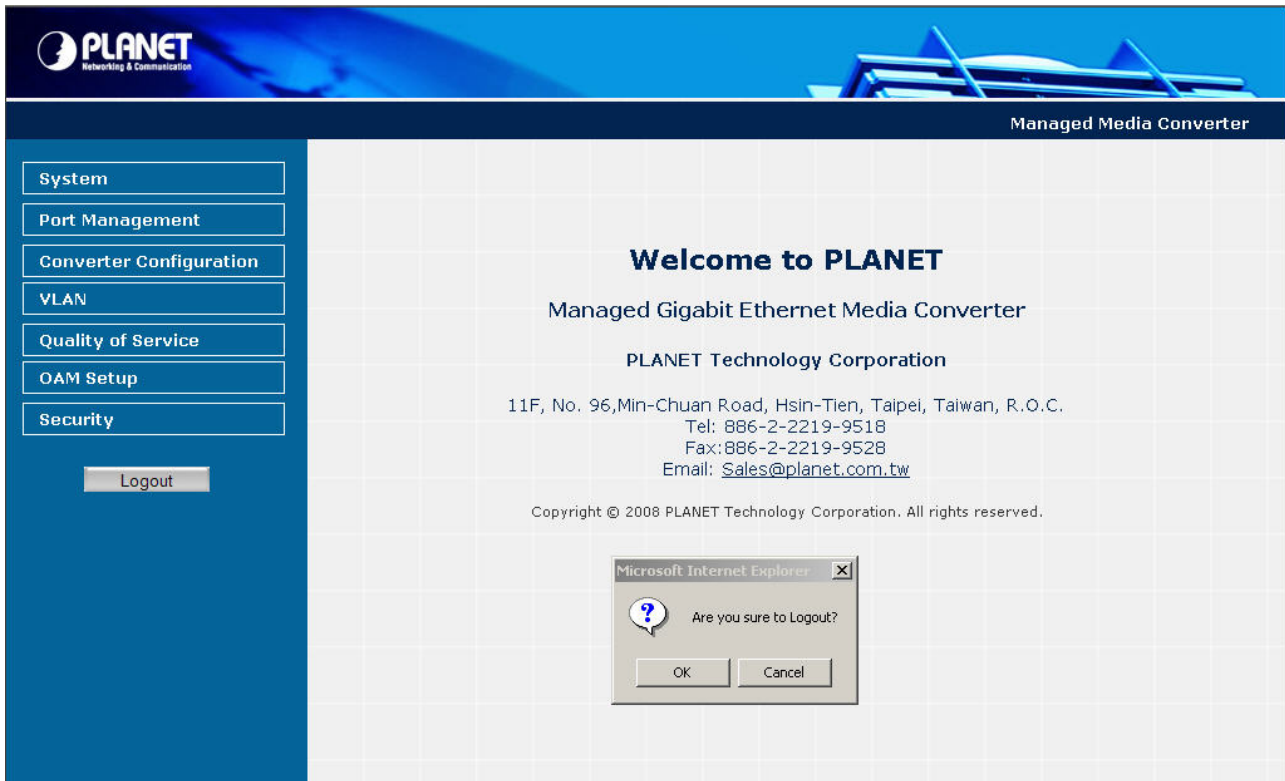 PLANET
Networking & Communication
Managed Media Converter
System
Port Management
Converter Configuration
VLAN
Quality of Service
OAM Setup
Security
Logout
Welcome to PLANET
Managed Gigabit Ethernet Media Converter
PLANET Technology Corporation
11F, No. 96,Min-Chuan Road, Hsin-Tien, Taipei, Taiwan, R.O.C.
Tel: 886-2-2219-9518
Fax:886-2-2219-9528
Email: Sales@planet.com.tw
Copyright © 2008 PLANET Technology Corporation. All rights reserved.
Microsoft Internet Explorer
Are you sure to Logout?
OK Cancel